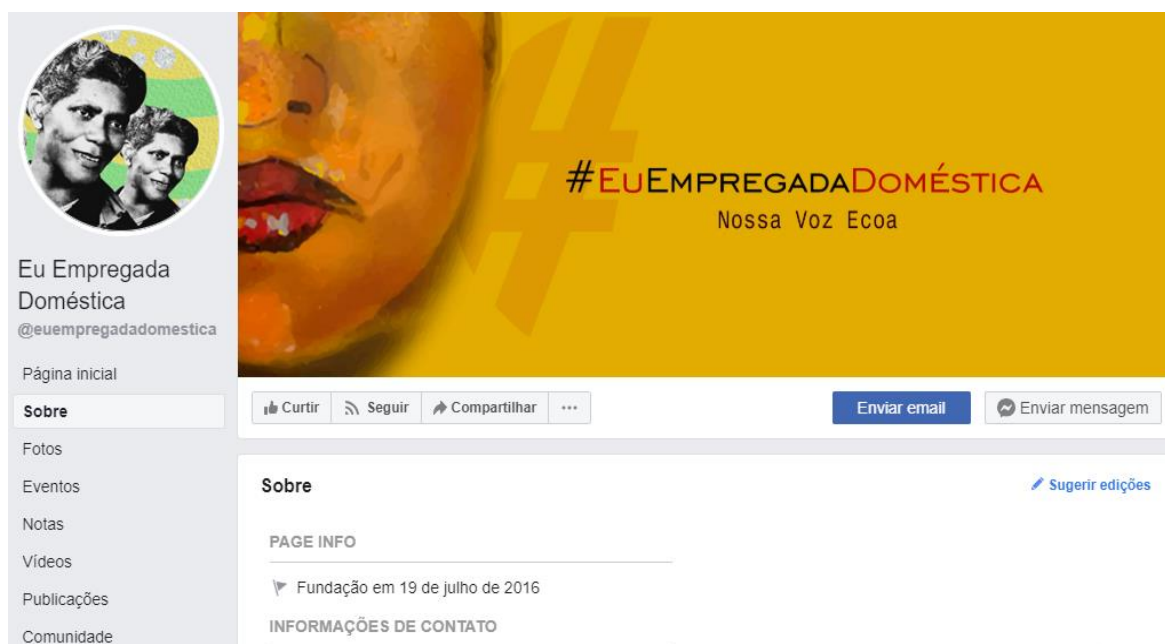 #EUEMPREGADADOMÉSTICA
Nossa Voz Ecoa
Eu Empregada
Doméstica
@euempregadadomestica
Página inicial
Sobre
Fotos
Eventos
Notas
Vídeos
Publicações
Comunidade
Curtir Seguir Compartilhar ... Enviar email Enviar mensagem
Sobre Sugerir edições
PAGE INFO
Fundação em 19 de julho de 2016
INFORMAÇÕES DE CONTATO